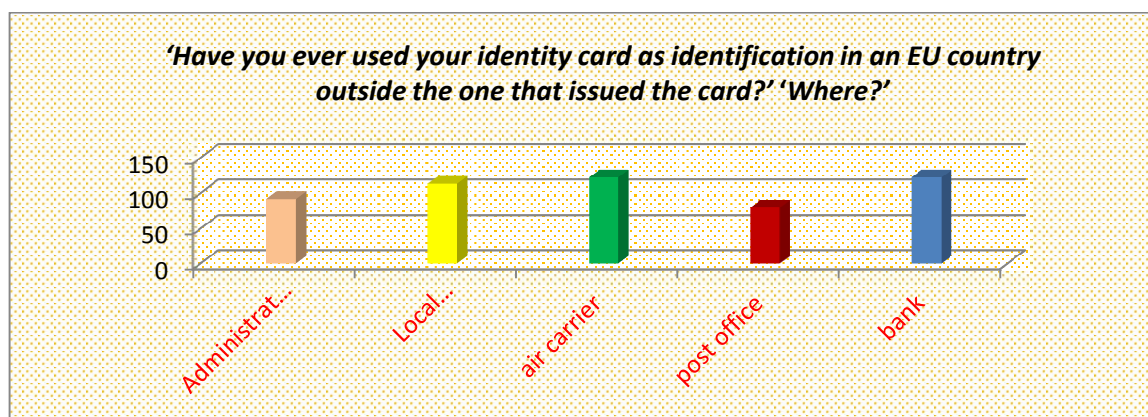 ‘Have you ever used your identity card as identification in an EU country
outside the one that issued the card?’ ‘Where?’
150
100
50
0
Administrat...
Local...
air carrier
post office
bank